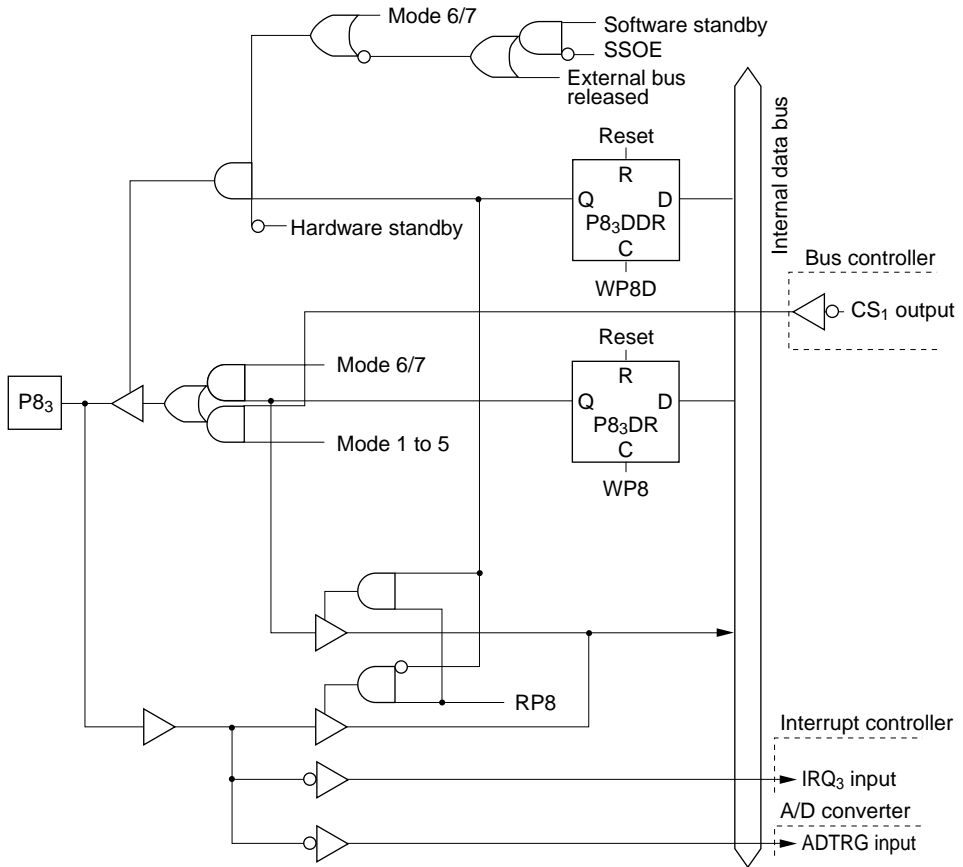 Mode 6/7
Software standby
SSOE
External bus
released
Internal data bus
Reset
R
Q
D
P8₃DDR
C
WP8D
Hardware standby
Bus controller
CS₁ output
Mode 6/7
Reset
R
Q
D
P8₃DR
C
WP8
P8₃
Mode 1 to 5
RP8
Interrupt controller
IRQ₃ input
A/D converter
ADTRG input